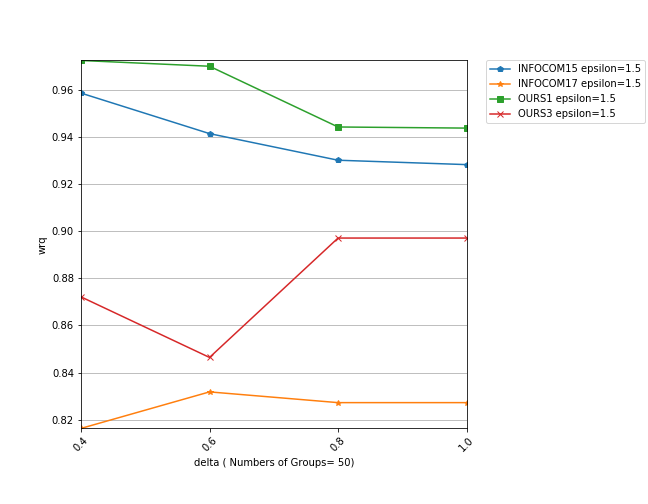 INFOCOM15 epsilon=1.5
INFOCOM17 epsilon=1.5
OURS1 epsilon=1.5
OURS3 epsilon=1.5
0.96
0.94
0.92
0.90
0.88
0.86
0.84
0.82
wrq
0.4
0.6
0.8
1.0
delta ( Numbers of Groups= 50)